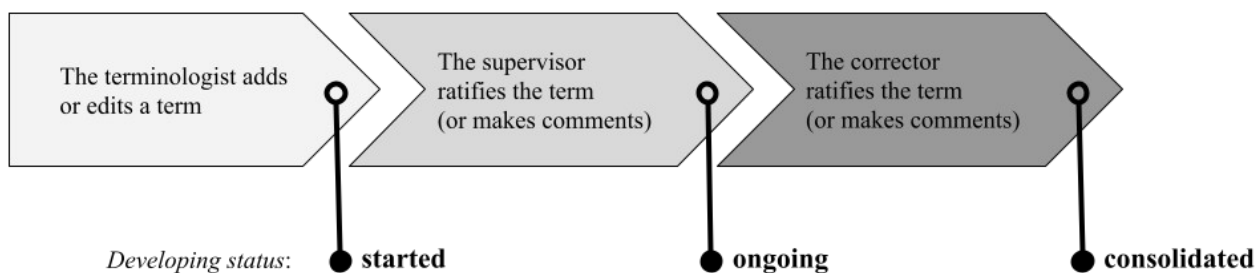 The terminologist adds
or edits a term
The supervisor
ratifies the term
(or makes comments)
The corrector
ratifies the term
(or makes comments)
Developing status: started ongoing consolidated